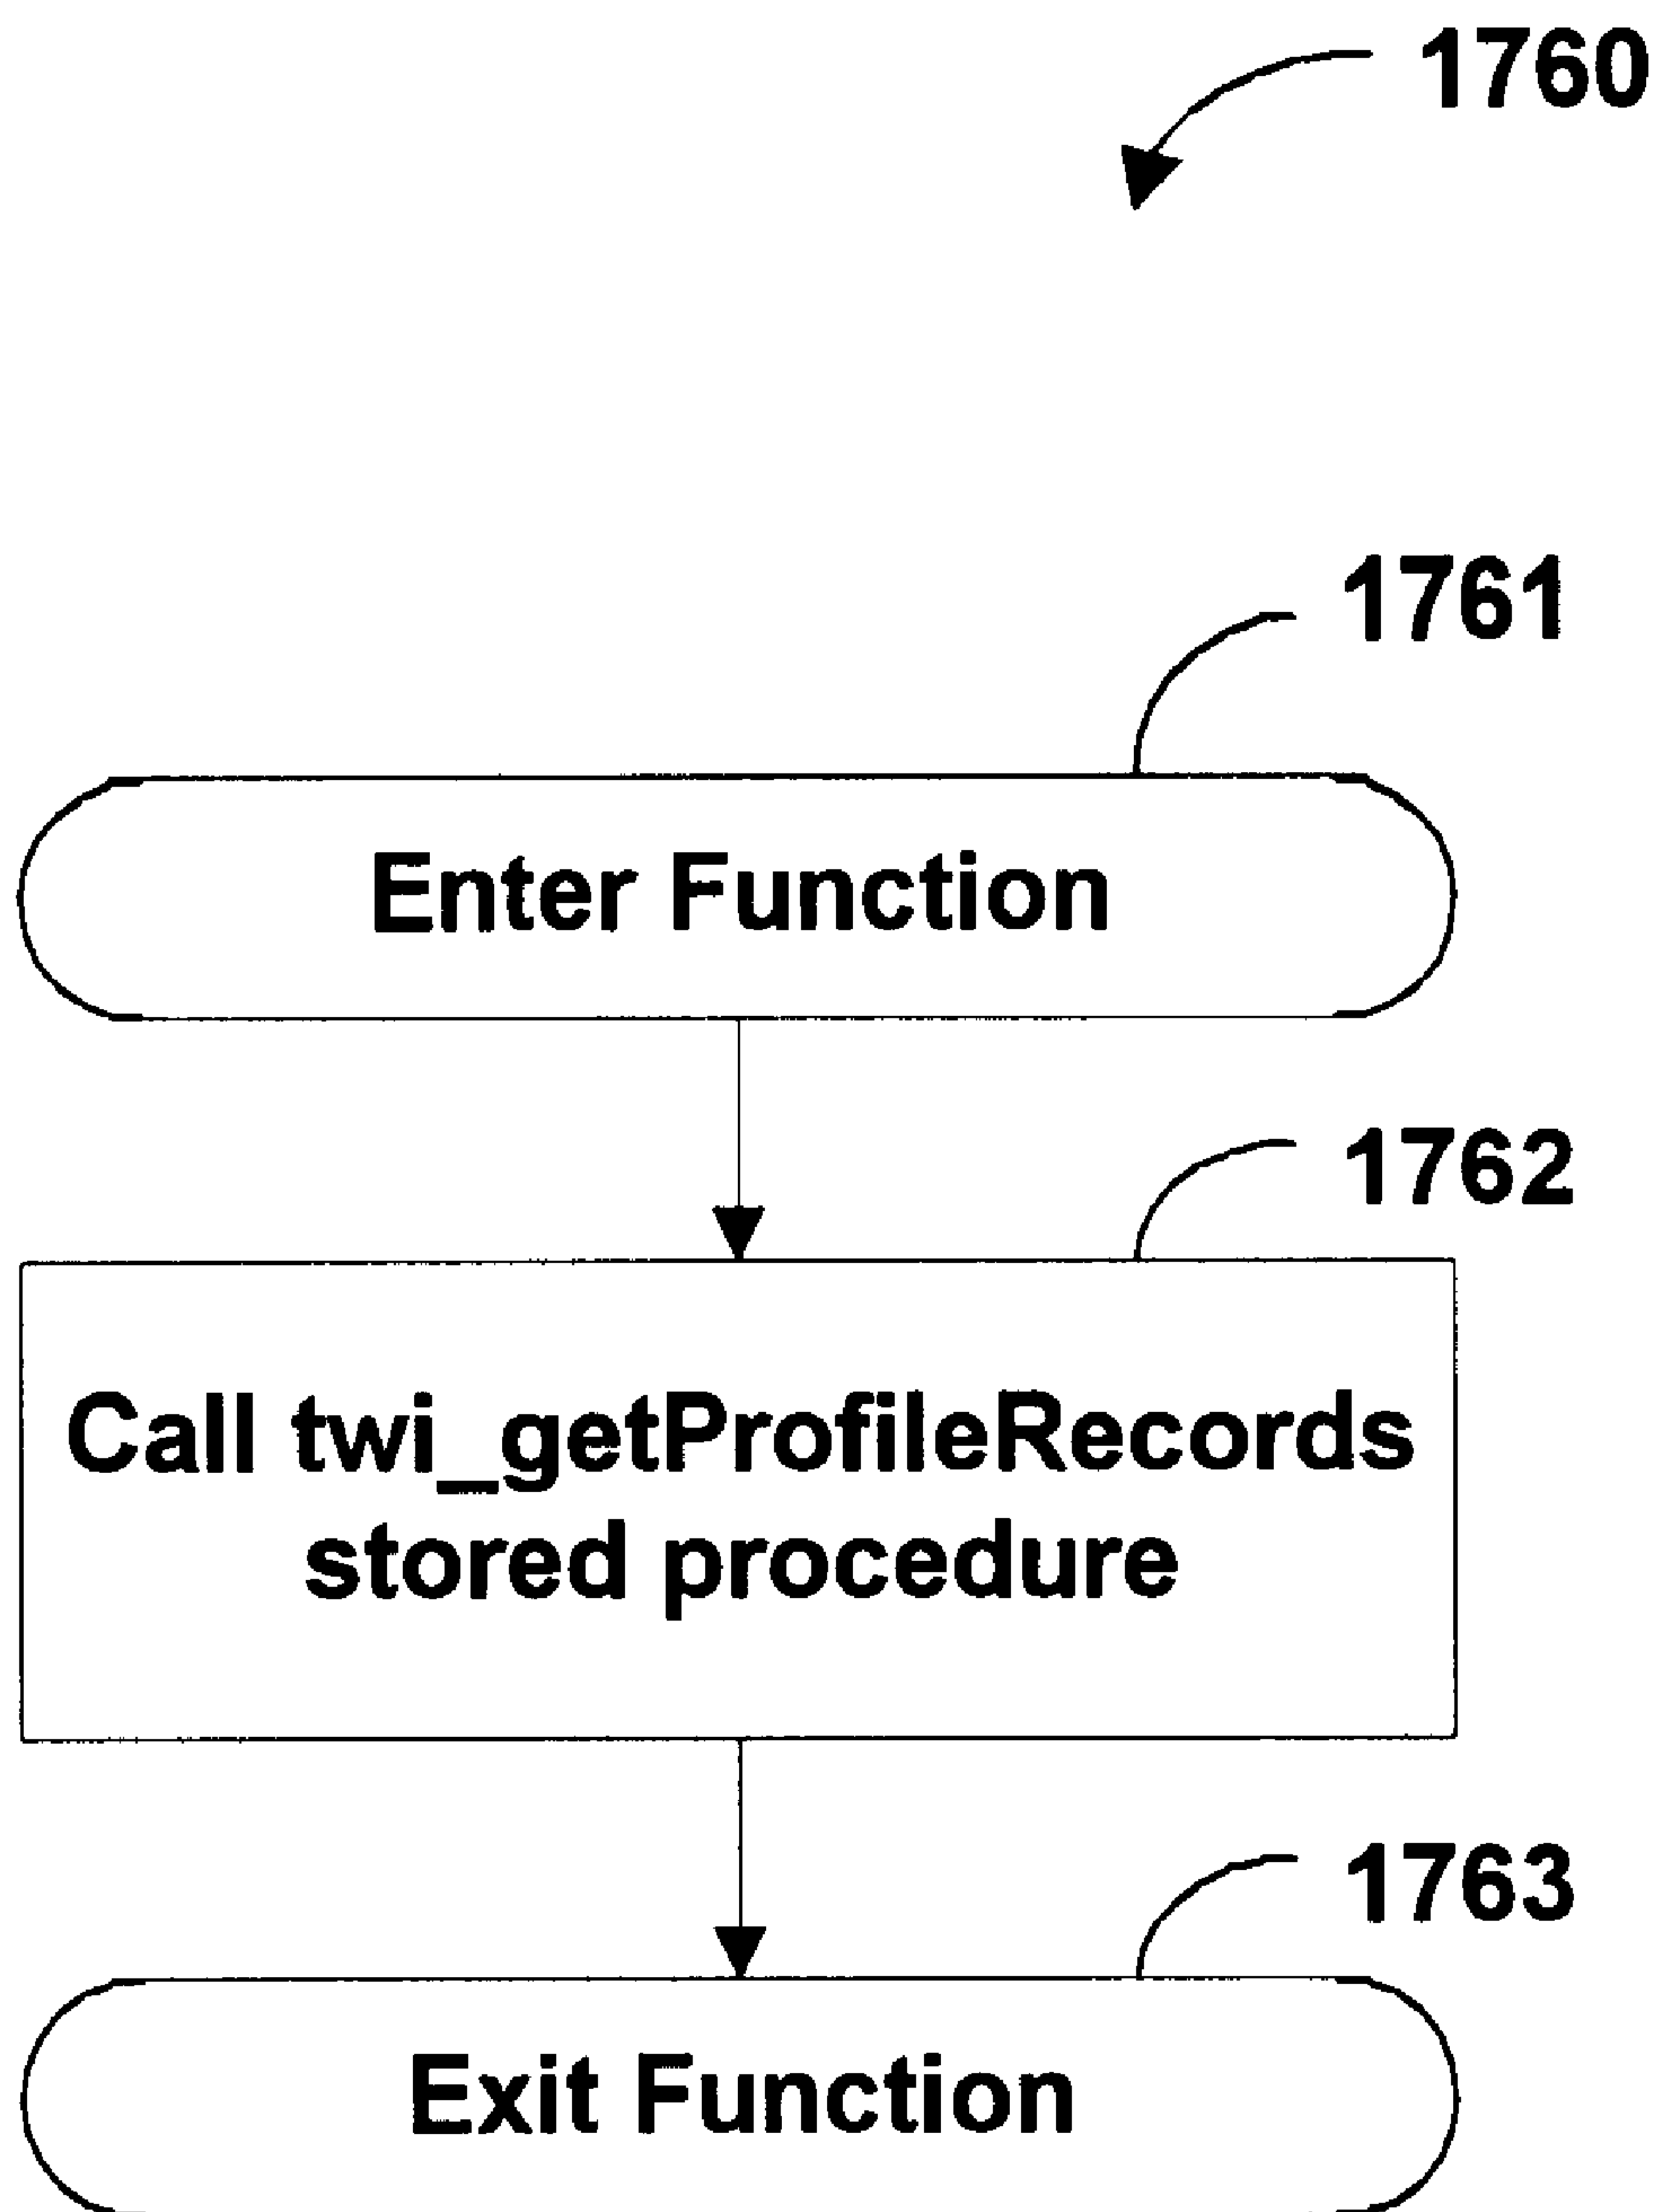 1760
1761
Enter Function
1762
Call twi_getProfileRecords
stored procedure
1763
Exit Function